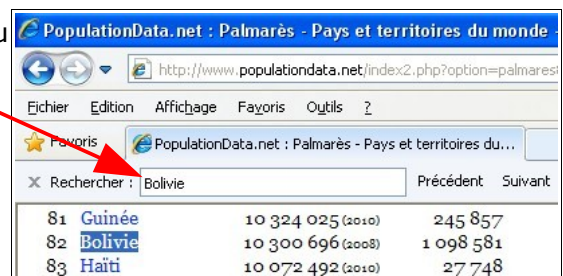 u
PopulationData.net : Palmarès - Pays et territoires du monde -
http://www.populationdata.net/index2.php?option=palmares
Fichier Edition Affichage Favoris Outils ?
Favoris PopulationData.net : Palmarès - Pays et territoires du...
X Rechercher : Bolivie Précédent Suivant
81 Guinée 10 324 025 (2010) 245 857
82 Bolivie 10 300 696 (2008) 1 098 581
83 Haïti 10 072 492 (2010) 27 748